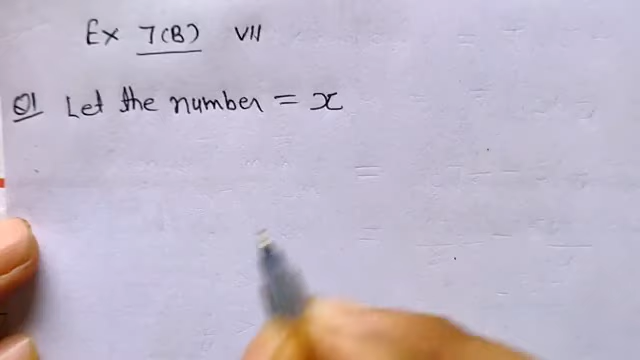 Ex 7(B) VII
Q1 Let the number = x